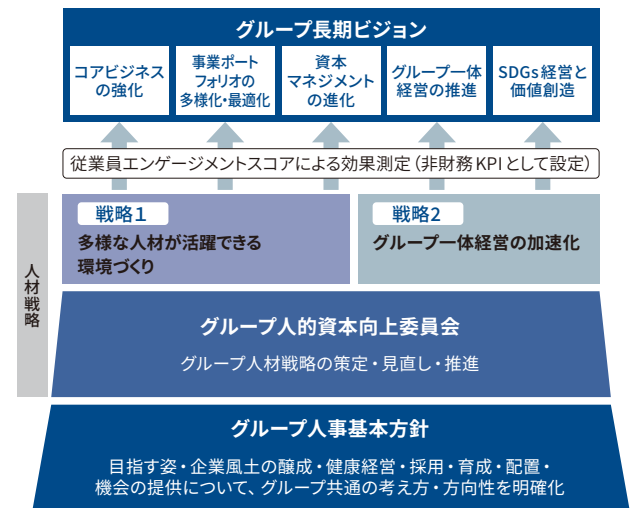 グループ長期ビジョン
コアビジネス
の強化
事業ポート
フォリオの
多様化・最適化
資本
マネジメント
の進化
グループ一体
経営の推進
SDGs経営と
価値創造
従業員エンゲージメントスコアによる効果測定（非財務KPIとして設定）
人材戦略
戦略1
多様な人材が活躍できる
環境づくり
戦略2
グループ一体経営の加速化
グループ人的資本向上委員会
グループ人材戦略の策定・見直し・推進
グループ人事基本方針
目指す姿・企業風土の醸成・健康経営・採用・育成・配置・
機会の提供について、グループ共通の考え方・方向性を明確化